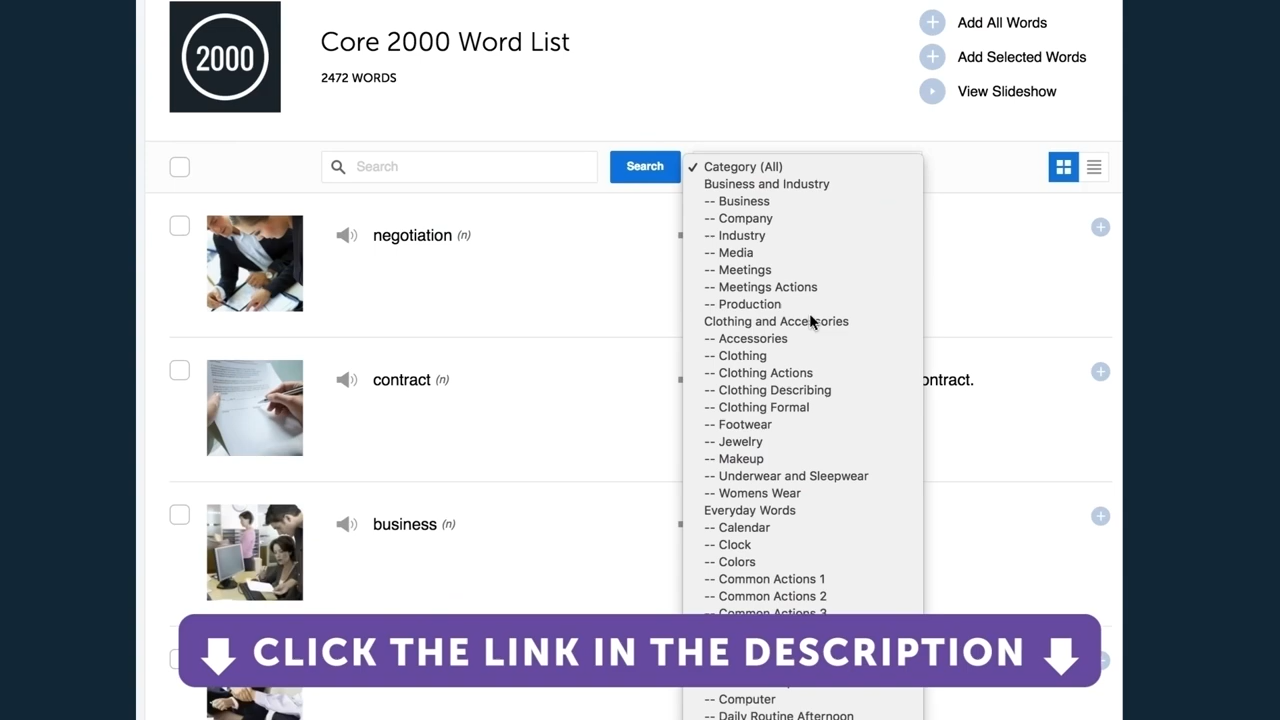 2000
Core 2000 Word List
2472 WORDS
Add All Words
Add Selected Words
View Slideshow
Search
Search
✓ Category (All)
Business and Industry
-- Business
-- Company
-- Industry
-- Media
-- Meetings
-- Meetings Actions
-- Production
Clothing and Accessories
-- Accessories
-- Clothing
-- Clothing Actions
-- Clothing Describing
-- Clothing Formal
-- Footwear
-- Jewelry
-- Makeup
-- Underwear and Sleepwear
-- Womens Wear
Everyday Words
-- Calendar
-- Clock
-- Colors
-- Common Actions 1
-- Common Actions 2
-- Common Actions 3
-- Computer
-- Daily Routine Afternoon
negotiation (n)
contract (n)
ontract.
business (n)
CLICK THE LINK IN THE DESCRIPTION